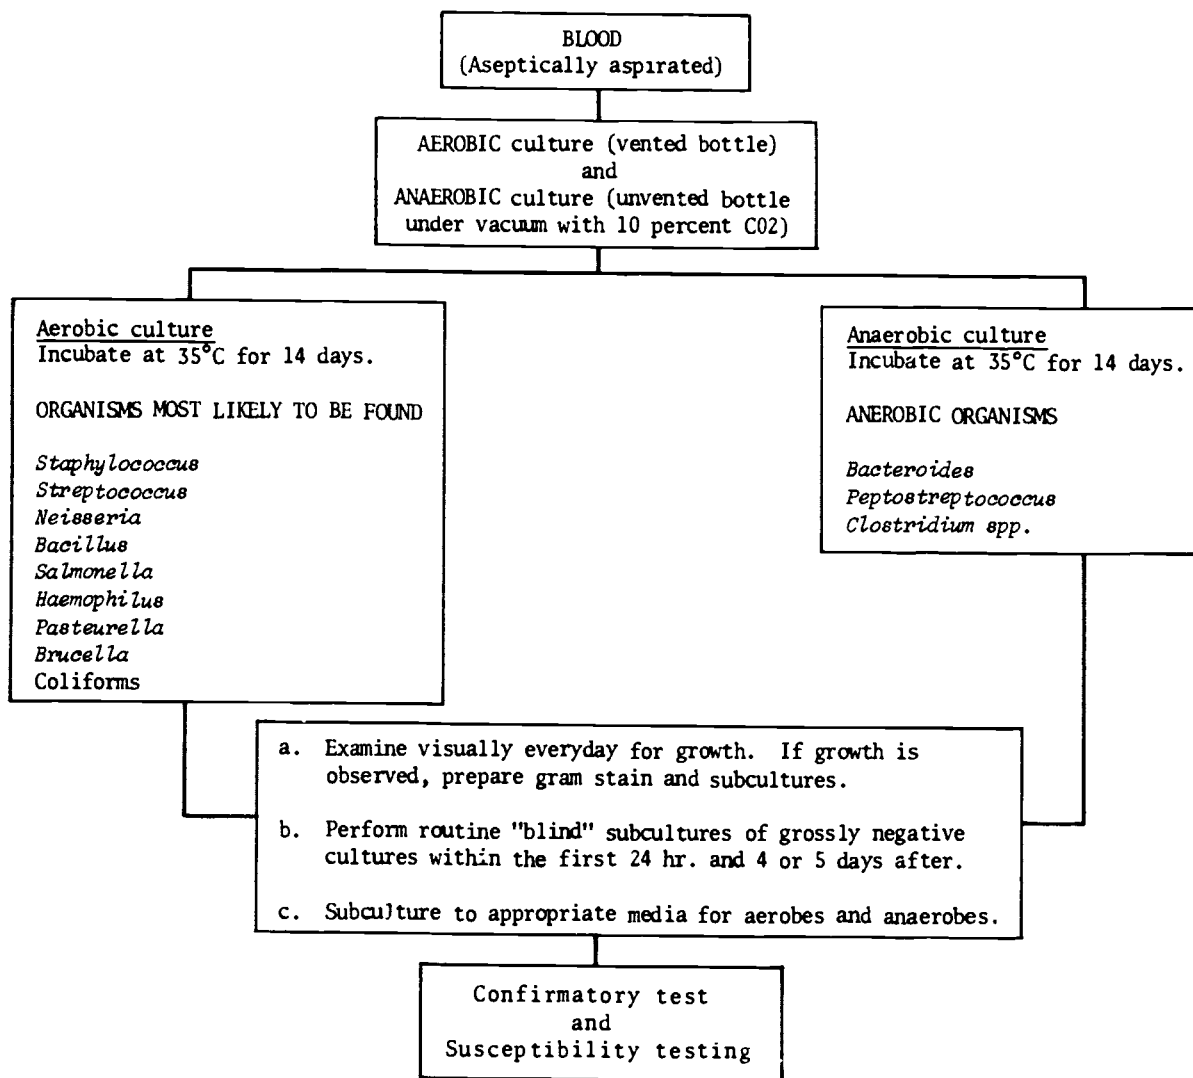 BLOOD
(Aseptically aspirated)
AEROBIC culture (vented bottle)
and
ANAEROBIC culture (unvented bottle
under vacuum with 10 percent CO2)
Aerobic culture
Incubate at 35°C for 14 days.
ORGANISMS MOST LIKELY TO BE FOUND
Staphylococcus
Streptococcus
Neisseria
Bacillus
Salmonella
Haemophilus
Pasteurella
Brucella
Coliforms
Anaerobic culture
Incubate at 35°C for 14 days.
ANEROBIC ORGANISMS
Bacteroides
Peptostreptococcus
Clostridium spp.
a. Examine visually everyday for growth. If growth is
observed, prepare gram stain and subcultures.
b. Perform routine "blind" subcultures of grossly negative
cultures within the first 24 hr. and 4 or 5 days after.
c. Subculture to appropriate media for aerobes and anaerobes.
Confirmatory test
and
Susceptibility testing